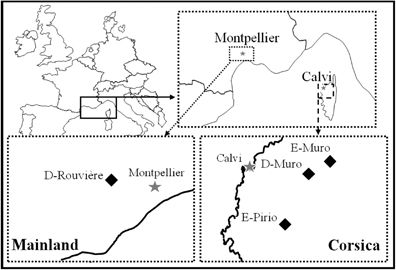 Montpellier
Calvi
D-Rouvière
Montpellier
Mainland
Calvi
E-Muro
D-Muro
E-Pirio
Corsica